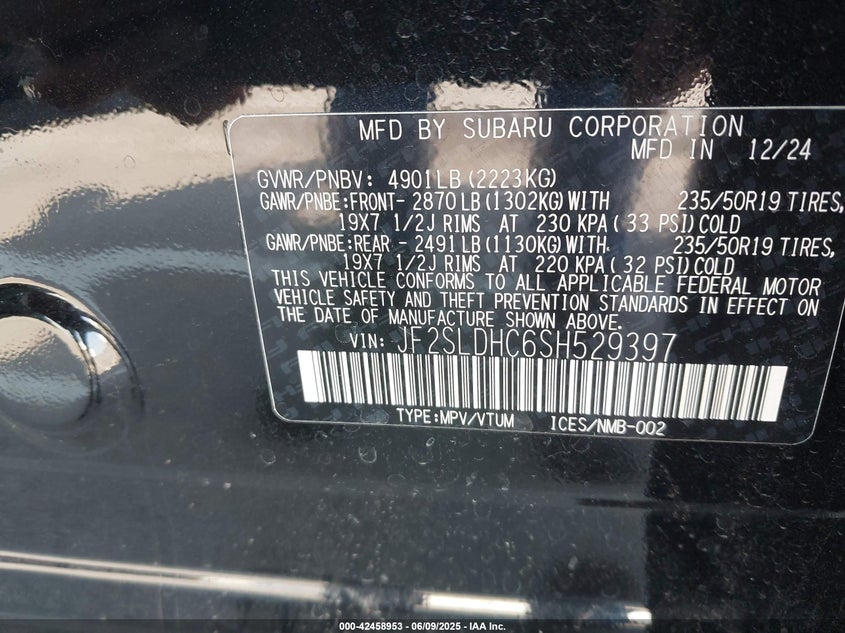 MFD BY SUBARU CORPORATION
MFD IN 12/24
GVWR/PNBV: 4901LB (2223KG)
GAWR/PNBE:FRONT- 2870 LB (1302KG) WITH 235/50R19 TIRES,
19X7 1/2J RIMS AT 230 KPA ( 33 PSI) COLD
GAWR/PNBE:REAR - 2491 LB (1130KG) WITH 235/50R19 TIRES,
19X7 1/2J RIMS AT 220 KPA ( 32 PSI) COLD
THIS VEHICLE CONFORMS TO ALL APPLICABLE FEDERAL MOTOR
VEHICLE SAFETY AND THEFT PREVENTION STANDARDS IN EFFECT ON
THE DATE OF MANUFACTURE SHOWN ABOVE.
VIN: JF2SLDHC6SH529397
TYPE:MPV/VTUM ICES/NMB-002
000-42458953 - 06/09/2025 - IAA Inc.